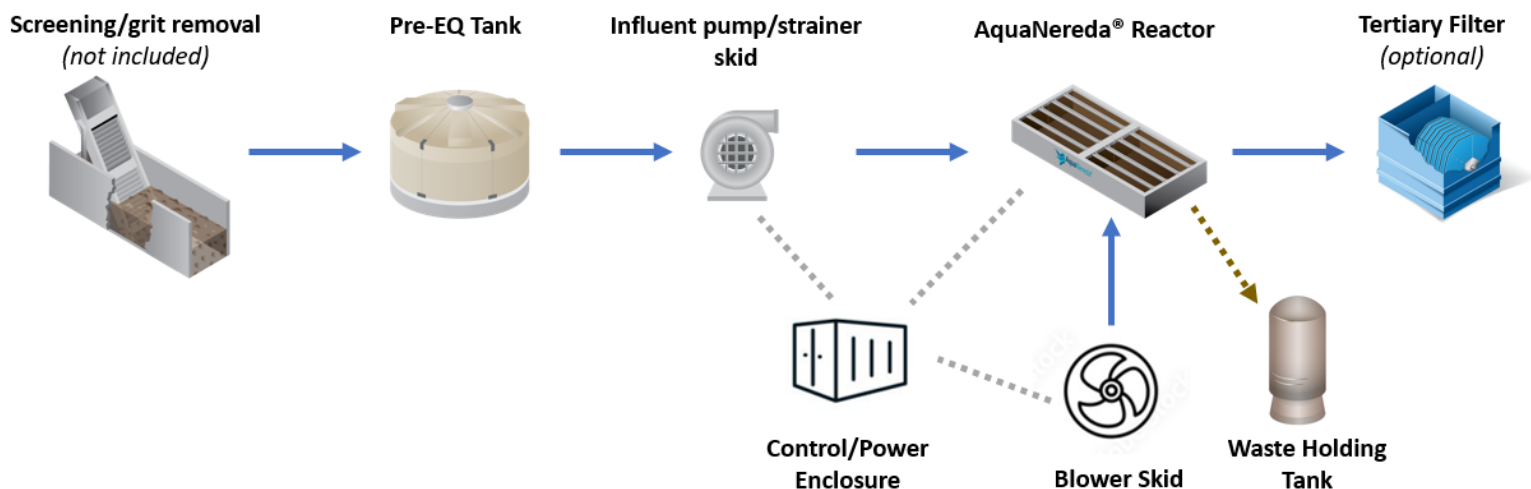 Screening/grit removal
(not included)
Pre-EQ Tank
Influent pump/strainer
skid
AquaNereda® Reactor
Tertiary Filter
(optional)
Control/Power
Enclosure
Blower Skid
Waste Holding
Tank